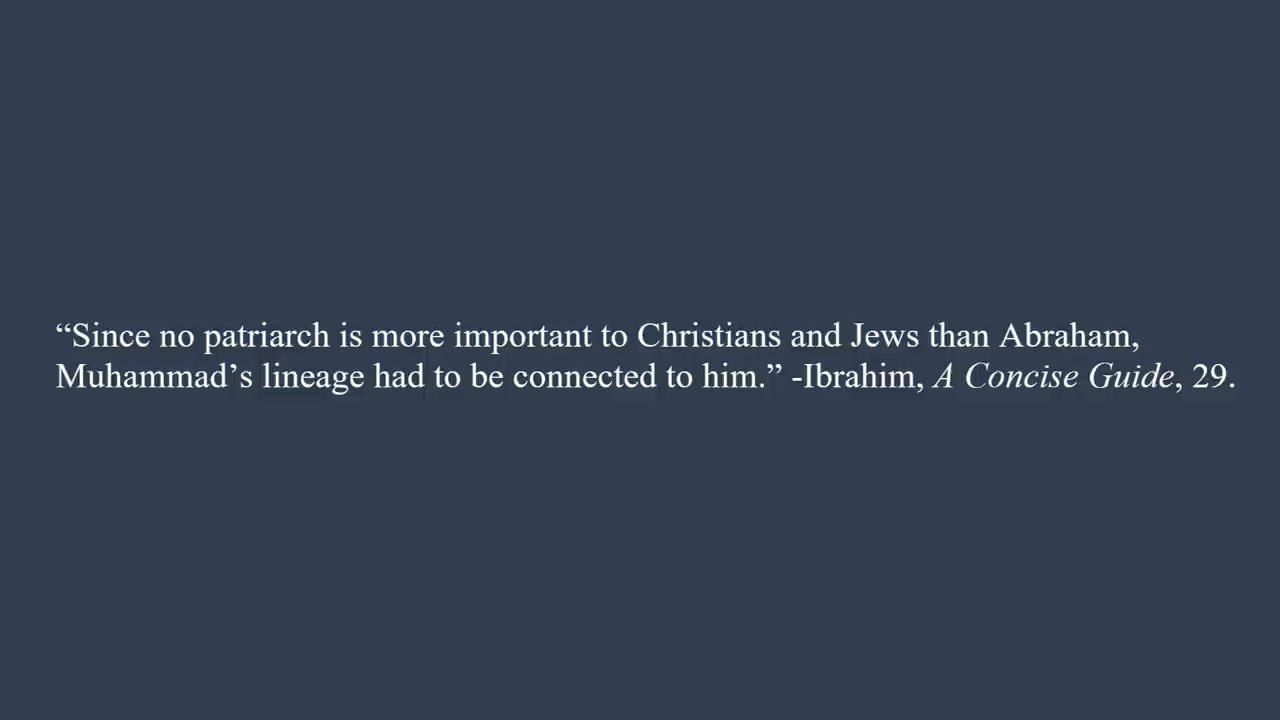 “Since no patriarch is more important to Christians and Jews than Abraham,
Muhammad’s lineage had to be connected to him.” -Ibrahim, A Concise Guide, 29.